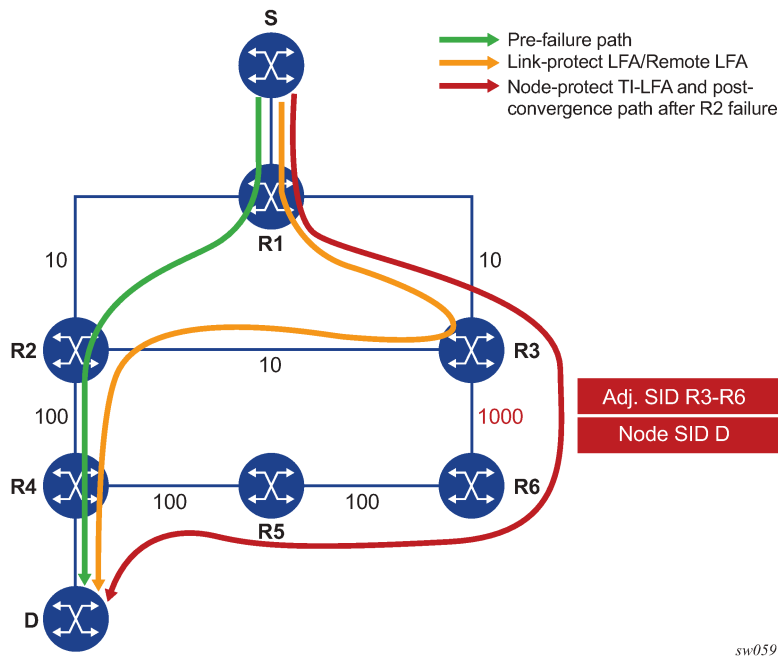 S
Pre-failure path
Link-protect LFA/Remote LFA
Node-protect TI-LFA and post-
convergence path after R2 failure
R1
10
10
R2
R3
10
Adj. SID R3-R6
100
1000
Node SID D
R4
R6
100
100
R5
D
sw059